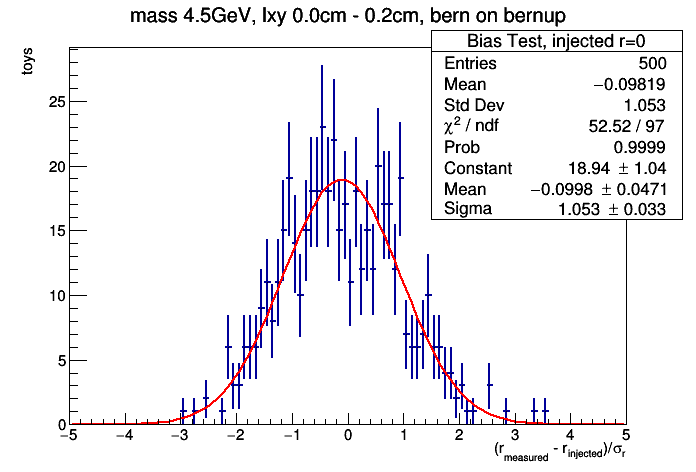 mass 4.5GeV, lxy 0.0cm - 0.2cm, bern on bernup
Bias Test, injected r=0
Entries 500
Mean −0.09819
Std Dev 1.053
χ² / ndf 52.52 / 97
Prob 0.9999
Constant 18.94 ± 1.04
Mean −0.0998 ± 0.0471
Sigma 1.053 ± 0.033
toys
25
20
15
10
5
0
−5 −4 −3 −2 −1 0 1 2 3 4 5
(r_measured - r_injected)/σ_r